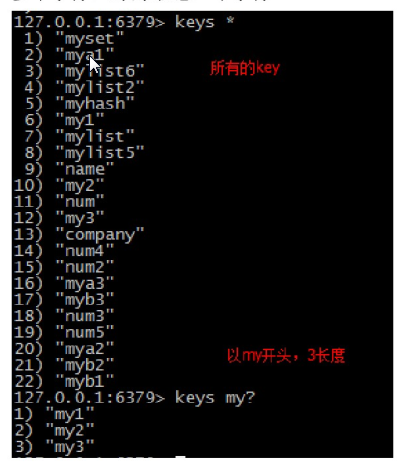 127.0.0.1:6379> keys *
1) "myset"
2) "mya1"
3) "mylist6" 所有的key
4) "mylist2"
5) "myhash"
6) "my1"
7) "mylist"
8) "mylist5"
9) "name"
10) "my2"
11) "num"
12) "my3"
13) "company"
14) "num4"
15) "num2"
16) "mya3"
17) "myb3"
18) "num3"
19) "num5"
20) "mya2" 以my开头，3长度
21) "myb2"
22) "myb1"
127.0.0.1:6379> keys my?
1) "my1"
2) "my2"
3) "my3"